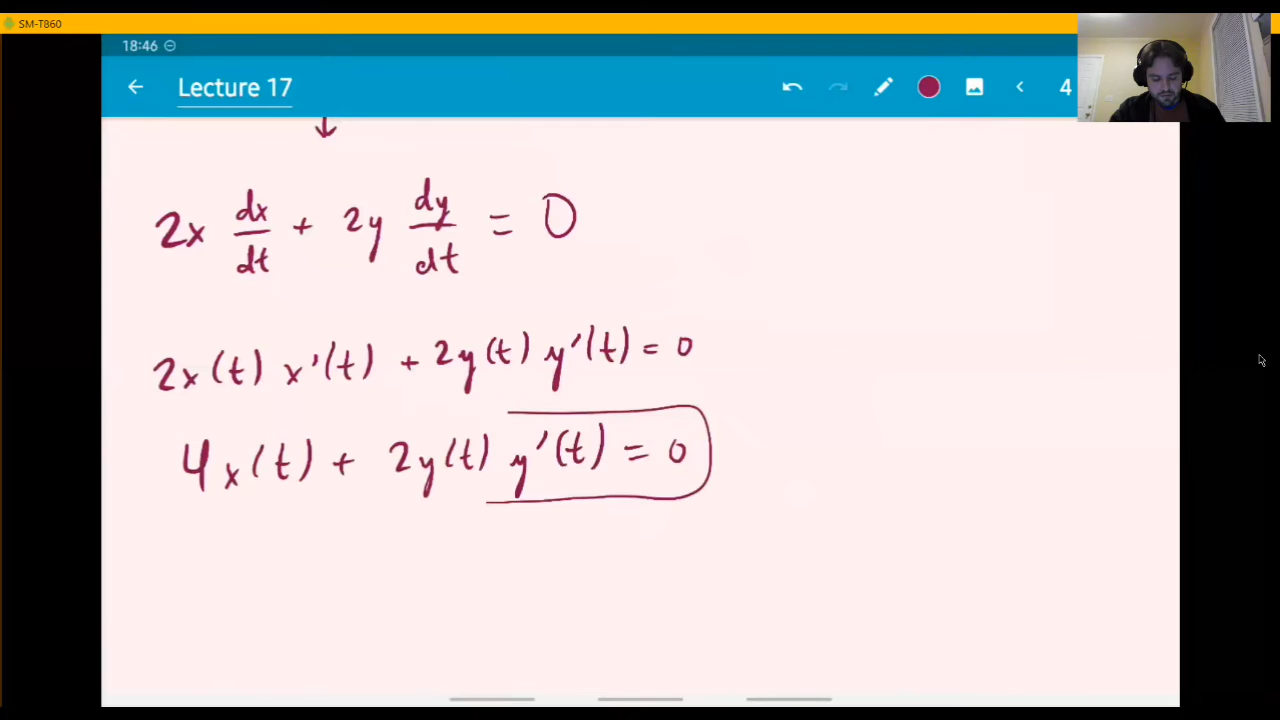 SM-T860
18:46
Lecture 17
4
2x dx/dt + 2y dy/dt = 0
2x(t) x'(t) + 2y(t) y'(t) = 0
4x(t) + 2y(t) y'(t) = 0